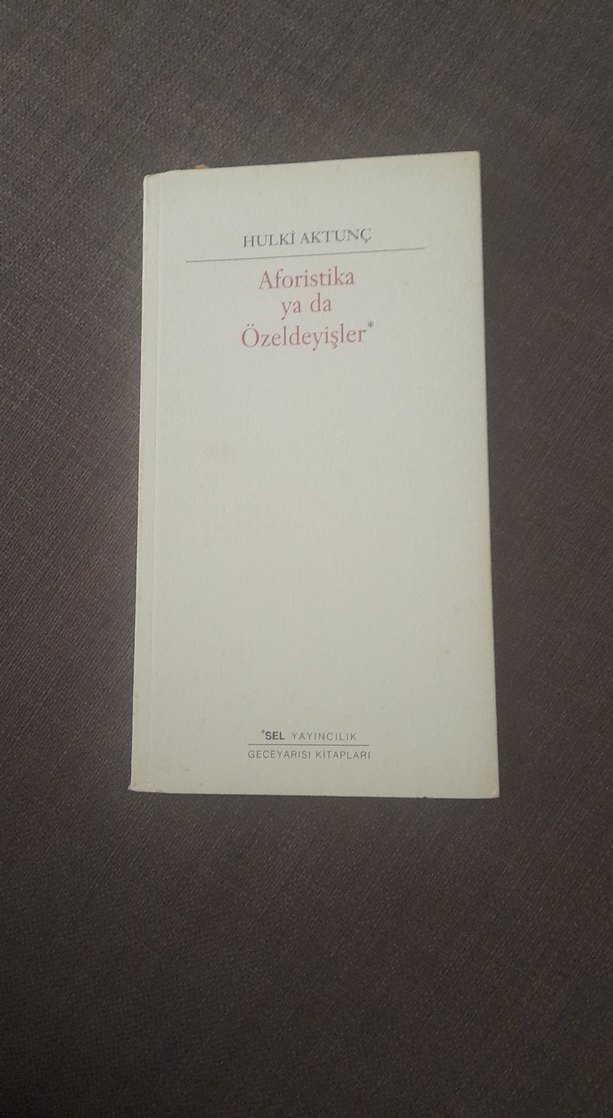 HULKİ AKTUNÇ
Aforistika
ya da
Özeldeyişler*
*SEL YAYINCILIK
GECEYARISI KİTAPLARI